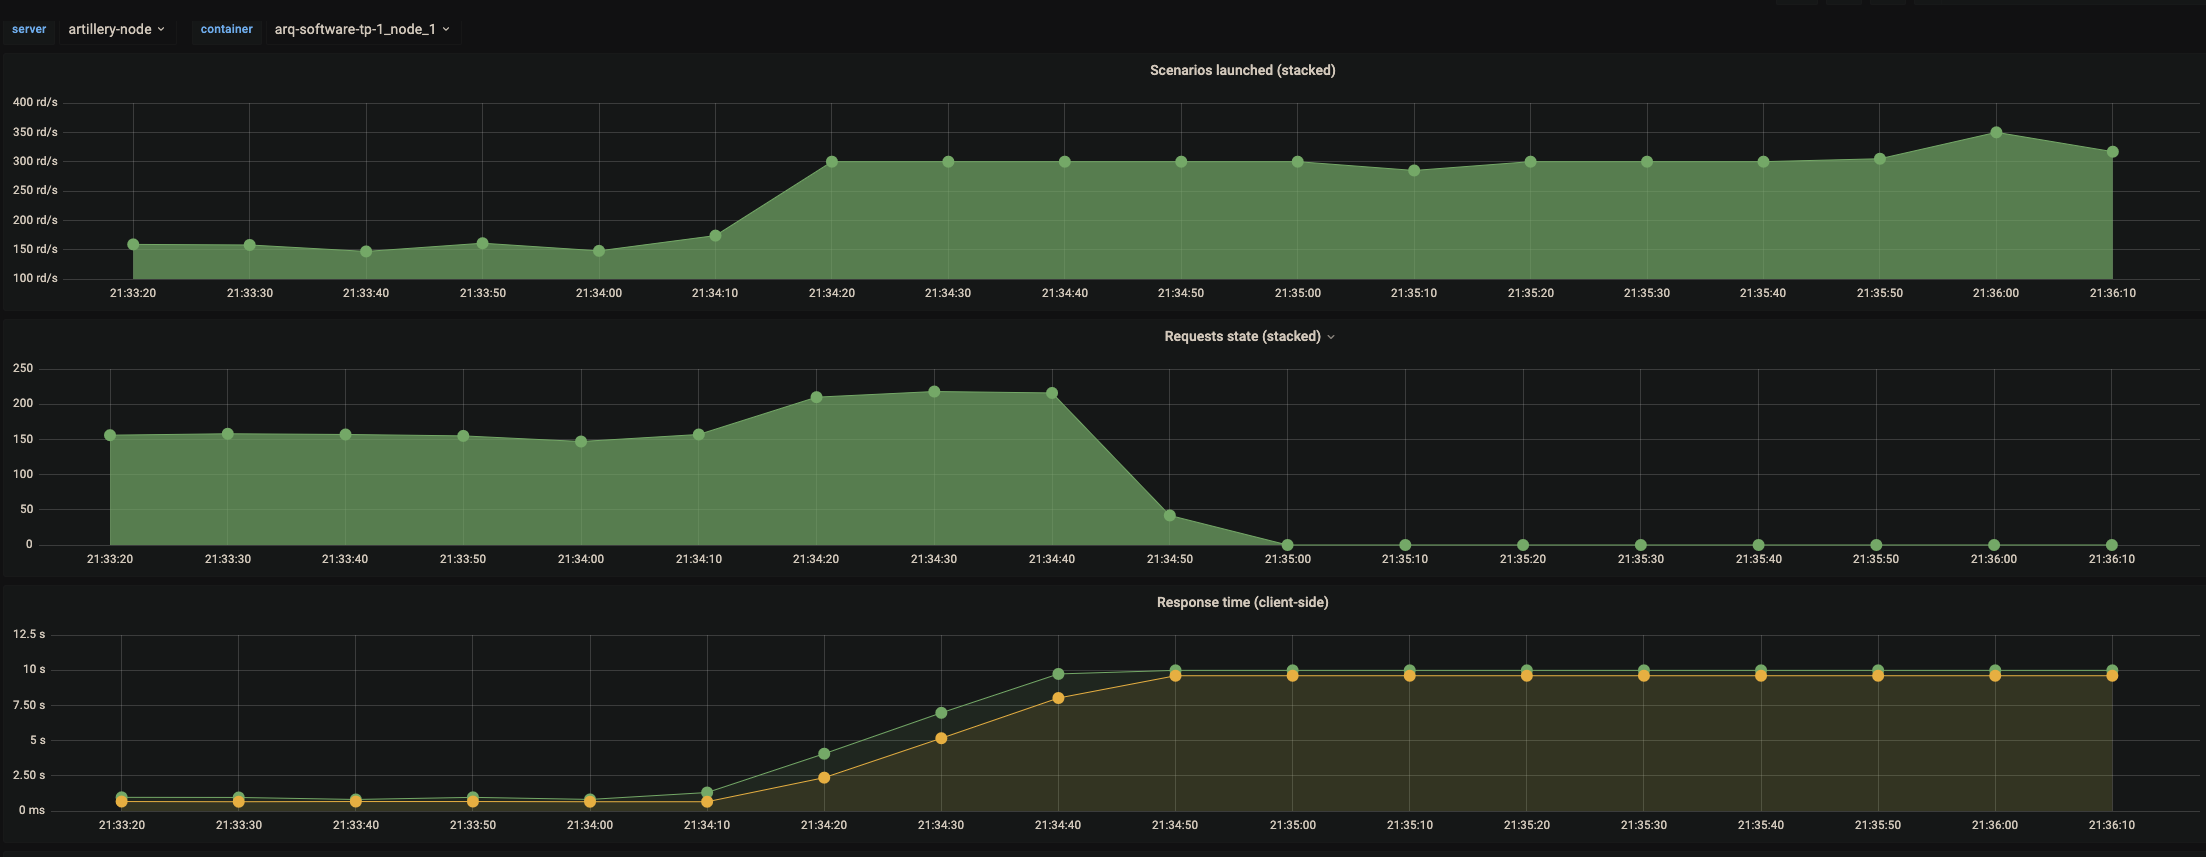 server artillery-node container arq-software-tp-1_node_1
Scenarios launched (stacked)
400 rd/s
350 rd/s
300 rd/s
250 rd/s
200 rd/s
150 rd/s
100 rd/s
21:33:20 21:33:30 21:33:40 21:33:50 21:34:00 21:34:10 21:34:20 21:34:30 21:34:40 21:34:50 21:35:00 21:35:10 21:35:20 21:35:30 21:35:40 21:35:50 21:36:00 21:36:10
Requests state (stacked)
250
200
150
100
50
0
21:33:20 21:33:30 21:33:40 21:33:50 21:34:00 21:34:10 21:34:20 21:34:30 21:34:40 21:34:50 21:35:00 21:35:10 21:35:20 21:35:30 21:35:40 21:35:50 21:36:00 21:36:10
Response time (client-side)
12.5 s
10 s
7.50 s
5 s
2.50 s
0 ms
21:33:20 21:33:30 21:33:40 21:33:50 21:34:00 21:34:10 21:34:20 21:34:30 21:34:40 21:34:50 21:35:00 21:35:10 21:35:20 21:35:30 21:35:40 21:35:50 21:36:00 21:36:10